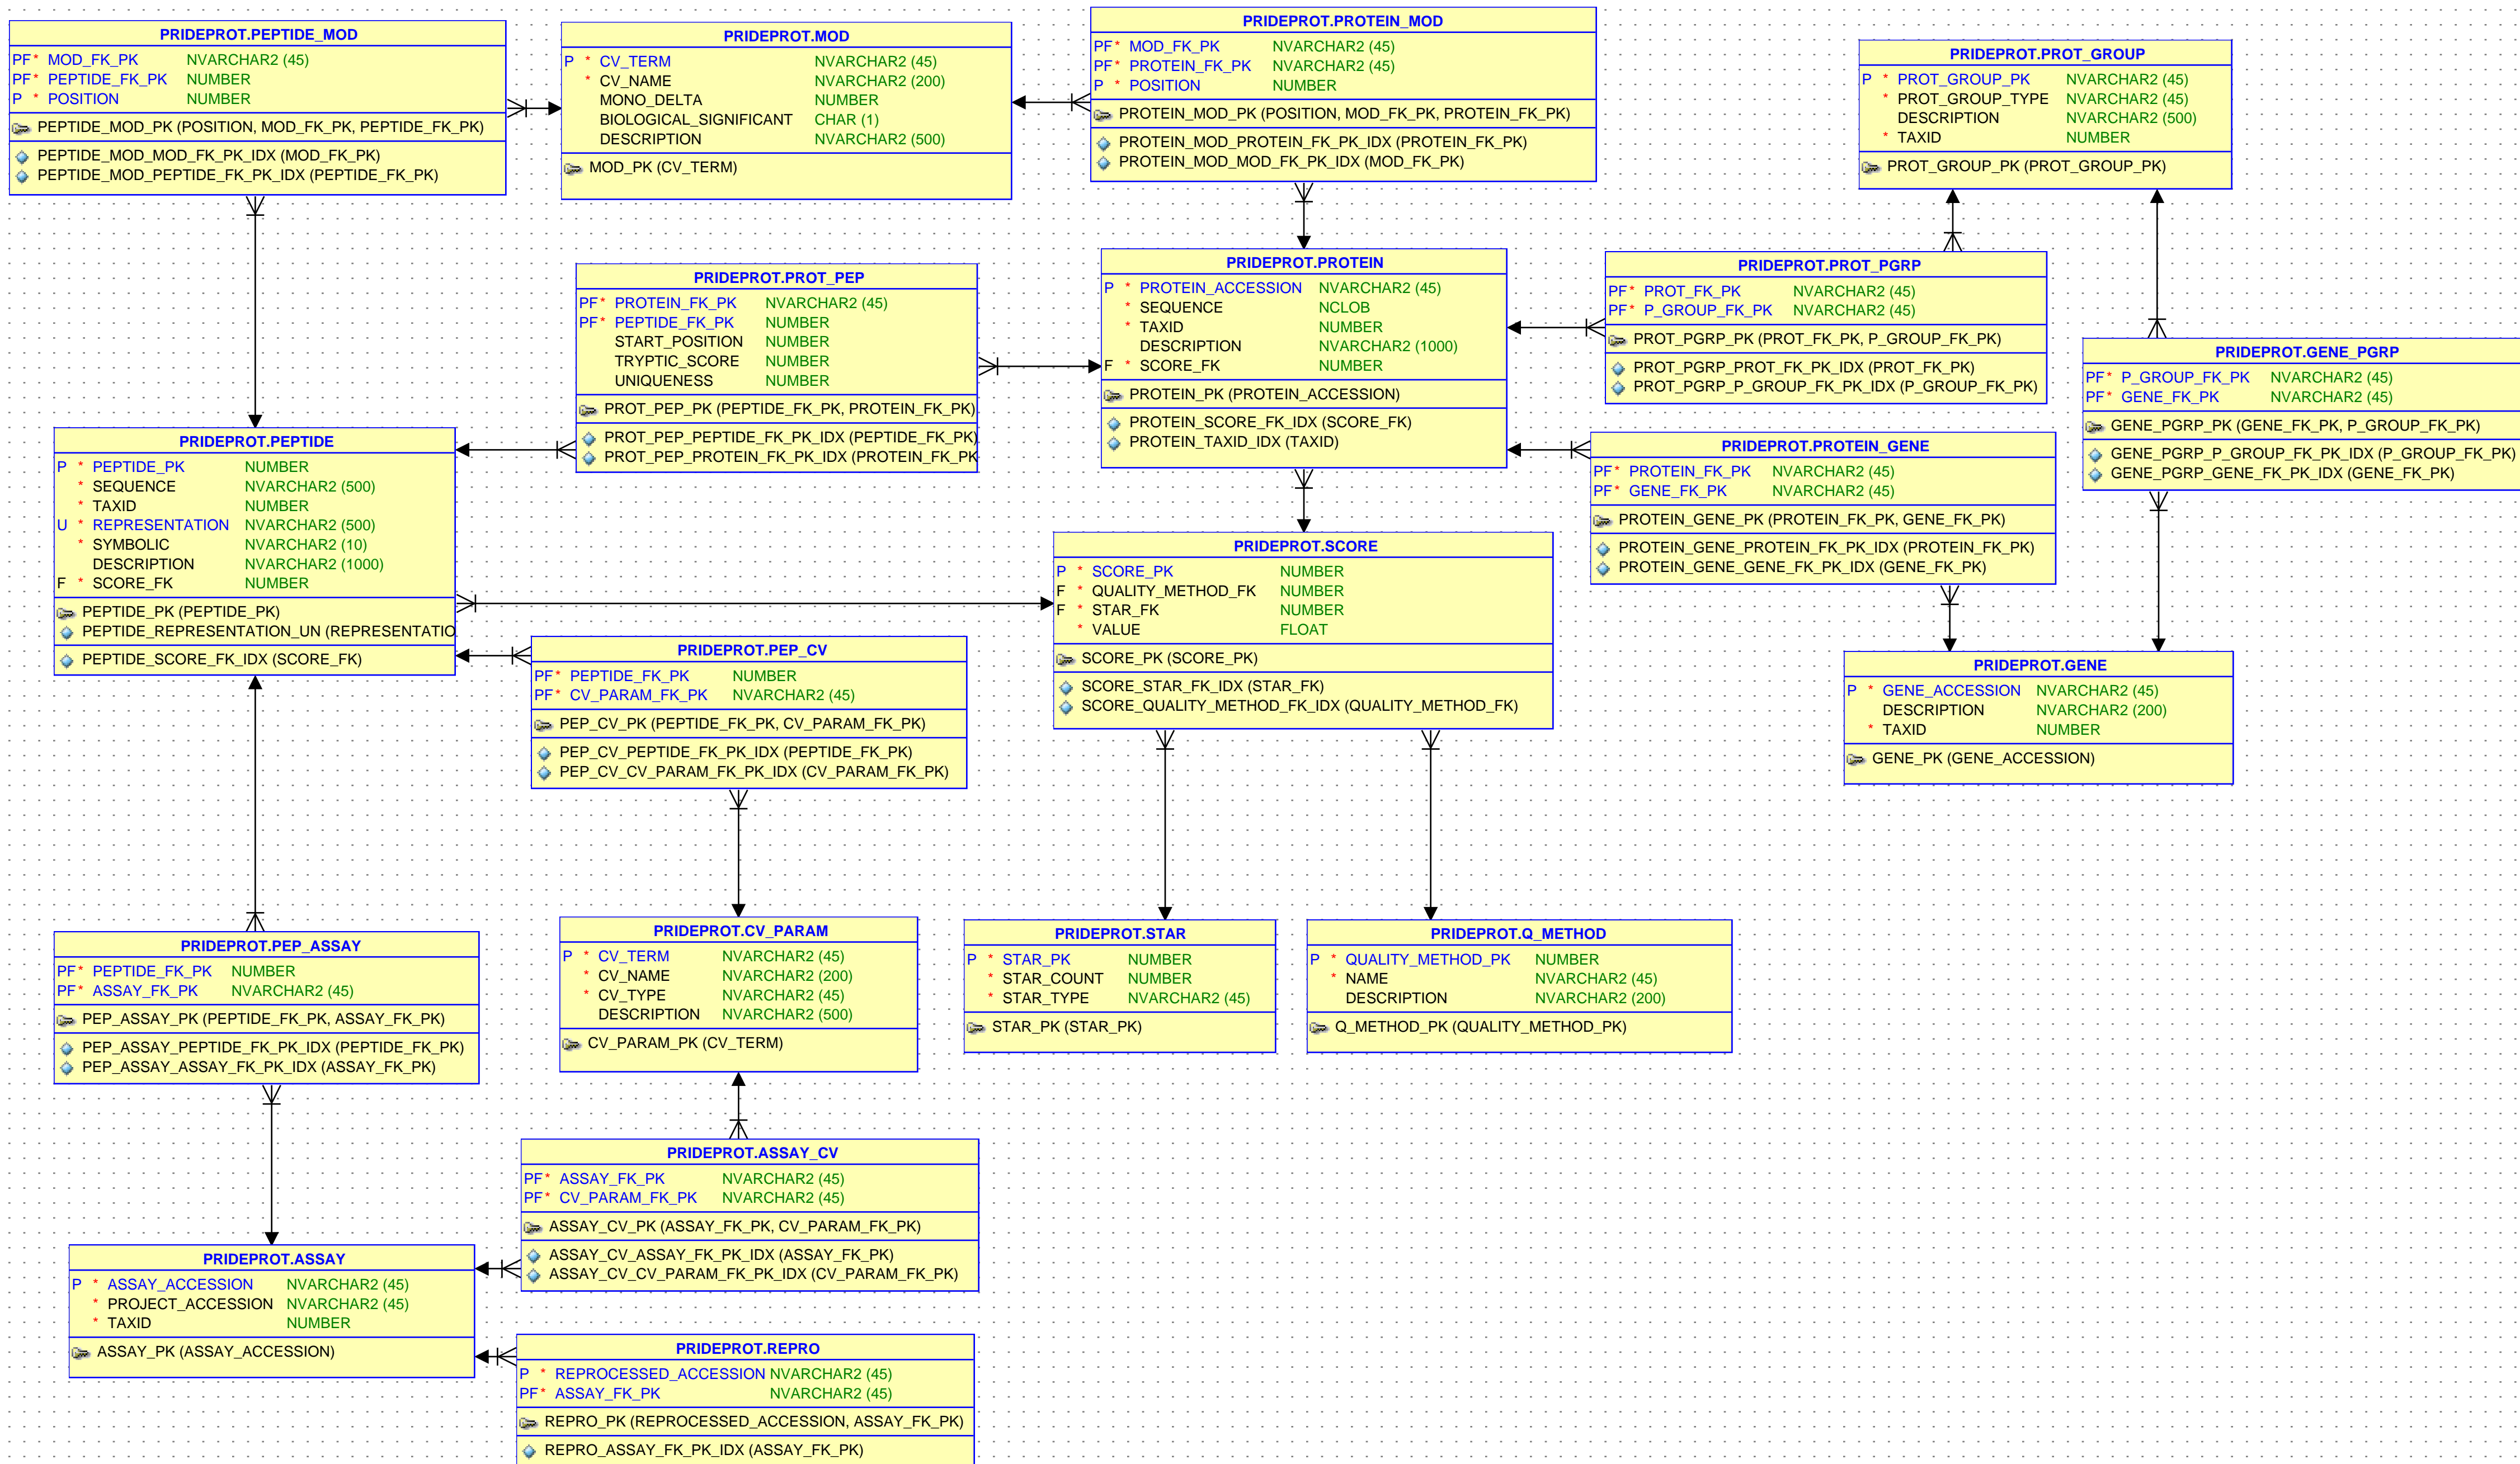 PRIDEPROT.PEPTIDE_MOD
PF* MOD_FK_PK NVARCHAR2 (45)
PF* PEPTIDE_FK_PK NUMBER
P * POSITION NUMBER
PEPTIDE_MOD_PK (POSITION, MOD_FK_PK, PEPTIDE_FK_PK)
PEPTIDE_MOD_MOD_FK_PK_IDX (MOD_FK_PK)
PEPTIDE_MOD_PEPTIDE_FK_PK_IDX (PEPTIDE_FK_PK)
PRIDEPROT.MOD
P * CV_TERM NVARCHAR2 (45)
* CV_NAME NVARCHAR2 (200)
MONO_DELTA NUMBER
BIOLOGICAL_SIGNIFICANT CHAR (1)
DESCRIPTION NVARCHAR2 (500)
MOD_PK (CV_TERM)
PRIDEPROT.PROTEIN_MOD
PF* MOD_FK_PK NVARCHAR2 (45)
PF* PROTEIN_FK_PK NVARCHAR2 (45)
P * POSITION NUMBER
PROTEIN_MOD_PK (POSITION, MOD_FK_PK, PROTEIN_FK_PK)
PROTEIN_MOD_PROTEIN_FK_PK_IDX (PROTEIN_FK_PK)
PROTEIN_MOD_MOD_FK_PK_IDX (MOD_FK_PK)
PRIDEPROT.PROT_GROUP
P * PROT_GROUP_PK NVARCHAR2 (45)
* PROT_GROUP_TYPE NVARCHAR2 (45)
DESCRIPTION NVARCHAR2 (500)
* TAXID NUMBER
PROT_GROUP_PK (PROT_GROUP_PK)
PRIDEPROT.PROT_PEP
PF* PROTEIN_FK_PK NVARCHAR2 (45)
PF* PEPTIDE_FK_PK NUMBER
START_POSITION NUMBER
TRYPTIC_SCORE NUMBER
UNIQUENESS NUMBER
PROT_PEP_PK (PEPTIDE_FK_PK, PROTEIN_FK_PK)
PROT_PEP_PEPTIDE_FK_PK_IDX (PEPTIDE_FK_PK)
PROT_PEP_PROTEIN_FK_PK_IDX (PROTEIN_FK_PK
PRIDEPROT.PROTEIN
P * PROTEIN_ACCESSION NVARCHAR2 (45)
* SEQUENCE NCLOB
* TAXID NUMBER
DESCRIPTION NVARCHAR2 (1000)
F * SCORE_FK NUMBER
PROTEIN_PK (PROTEIN_ACCESSION)
PROTEIN_SCORE_FK_IDX (SCORE_FK)
PROTEIN_TAXID_IDX (TAXID)
PRIDEPROT.PROT_PGRP
PF* PROT_FK_PK NVARCHAR2 (45)
PF* P_GROUP_FK_PK NVARCHAR2 (45)
PROT_PGRP_PK (PROT_FK_PK, P_GROUP_FK_PK)
PROT_PGRP_PROT_FK_PK_IDX (PROT_FK_PK)
PROT_PGRP_P_GROUP_FK_PK_IDX (P_GROUP_FK_PK)
PRIDEPROT.GENE_PGRP
PF* P_GROUP_FK_PK NVARCHAR2 (45)
PF* GENE_FK_PK NVARCHAR2 (45)
GENE_PGRP_PK (GENE_FK_PK, P_GROUP_FK_PK)
GENE_PGRP_P_GROUP_FK_PK_IDX (P_GROUP_FK_PK)
GENE_PGRP_GENE_FK_PK_IDX (GENE_FK_PK)
PRIDEPROT.PEPTIDE
P * PEPTIDE_PK NUMBER
* SEQUENCE NVARCHAR2 (500)
* TAXID NUMBER
U * REPRESENTATION NVARCHAR2 (500)
* SYMBOLIC NVARCHAR2 (10)
DESCRIPTION NVARCHAR2 (1000)
F * SCORE_FK NUMBER
PEPTIDE_PK (PEPTIDE_PK)
PEPTIDE_REPRESENTATION_UN (REPRESENTATIO
PEPTIDE_SCORE_FK_IDX (SCORE_FK)
PRIDEPROT.PROTEIN_GENE
PF* PROTEIN_FK_PK NVARCHAR2 (45)
PF* GENE_FK_PK NVARCHAR2 (45)
PROTEIN_GENE_PK (PROTEIN_FK_PK, GENE_FK_PK)
PROTEIN_GENE_PROTEIN_FK_PK_IDX (PROTEIN_FK_PK)
PROTEIN_GENE_GENE_FK_PK_IDX (GENE_FK_PK)
PRIDEPROT.SCORE
P * SCORE_PK NUMBER
F * QUALITY_METHOD_FK NUMBER
F * STAR_FK NUMBER
* VALUE FLOAT
SCORE_PK (SCORE_PK)
SCORE_STAR_FK_IDX (STAR_FK)
SCORE_QUALITY_METHOD_FK_IDX (QUALITY_METHOD_FK)
PRIDEPROT.PEP_CV
PF* PEPTIDE_FK_PK NUMBER
PF* CV_PARAM_FK_PK NVARCHAR2 (45)
PEP_CV_PK (PEPTIDE_FK_PK, CV_PARAM_FK_PK)
PEP_CV_PEPTIDE_FK_PK_IDX (PEPTIDE_FK_PK)
PEP_CV_CV_PARAM_FK_PK_IDX (CV_PARAM_FK_PK)
PRIDEPROT.GENE
P * GENE_ACCESSION NVARCHAR2 (45)
DESCRIPTION NVARCHAR2 (200)
* TAXID NUMBER
GENE_PK (GENE_ACCESSION)
PRIDEPROT.PEP_ASSAY
PF* PEPTIDE_FK_PK NUMBER
PF* ASSAY_FK_PK NVARCHAR2 (45)
PEP_ASSAY_PK (PEPTIDE_FK_PK, ASSAY_FK_PK)
PEP_ASSAY_PEPTIDE_FK_PK_IDX (PEPTIDE_FK_PK)
PEP_ASSAY_ASSAY_FK_PK_IDX (ASSAY_FK_PK)
PRIDEPROT.CV_PARAM
P * CV_TERM NVARCHAR2 (45)
* CV_NAME NVARCHAR2 (200)
* CV_TYPE NVARCHAR2 (45)
DESCRIPTION NVARCHAR2 (500)
CV_PARAM_PK (CV_TERM)
PRIDEPROT.STAR
P * STAR_PK NUMBER
* STAR_COUNT NUMBER
* STAR_TYPE NVARCHAR2 (45)
STAR_PK (STAR_PK)
PRIDEPROT.Q_METHOD
P * QUALITY_METHOD_PK NUMBER
* NAME NVARCHAR2 (45)
DESCRIPTION NVARCHAR2 (200)
Q_METHOD_PK (QUALITY_METHOD_PK)
PRIDEPROT.ASSAY_CV
PF* ASSAY_FK_PK NVARCHAR2 (45)
PF* CV_PARAM_FK_PK NVARCHAR2 (45)
ASSAY_CV_PK (ASSAY_FK_PK, CV_PARAM_FK_PK)
ASSAY_CV_ASSAY_FK_PK_IDX (ASSAY_FK_PK)
ASSAY_CV_CV_PARAM_FK_PK_IDX (CV_PARAM_FK_PK)
PRIDEPROT.ASSAY
P * ASSAY_ACCESSION NVARCHAR2 (45)
* PROJECT_ACCESSION NVARCHAR2 (45)
* TAXID NUMBER
ASSAY_PK (ASSAY_ACCESSION)
PRIDEPROT.REPRO
P * REPROCESSED_ACCESSION NVARCHAR2 (45)
PF* ASSAY_FK_PK NVARCHAR2 (45)
REPRO_PK (REPROCESSED_ACCESSION, ASSAY_FK_PK)
REPRO_ASSAY_FK_PK_IDX (ASSAY_FK_PK)